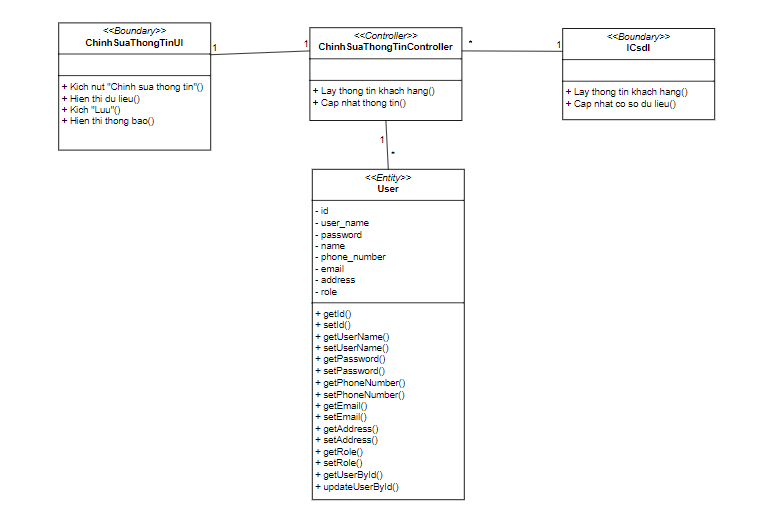 <<Boundary>>
ChinhSuaThongTinUI
+ Kich nut "Chinh sua thong tin"()
+ Hien thi du lieu()
+ Kich "Luu"()
+ Hien thi thong bao()
1
1
<<Controller>>
ChinhSuaThongTinController
+ Lay thong tin khach hang()
+ Cap nhat thong tin()
*
1
<<Boundary>>
ICsdl
+ Lay thong tin khach hang()
+ Cap nhat co so du lieu()
1
*
<<Entity>>
User
- id
- user_name
- password
- name
- phone_number
- email
- address
- role
+ getId()
+ setId()
+ getUserName()
+ setUserName()
+ getPassword()
+ setPassword()
+ getPhoneNumber()
+ setPhoneNumber()
+ getEmail()
+ setEmail()
+ getAddress()
+ setAddress()
+ getRole()
+ setRole()
+ getUserById()
+ updateUserById()